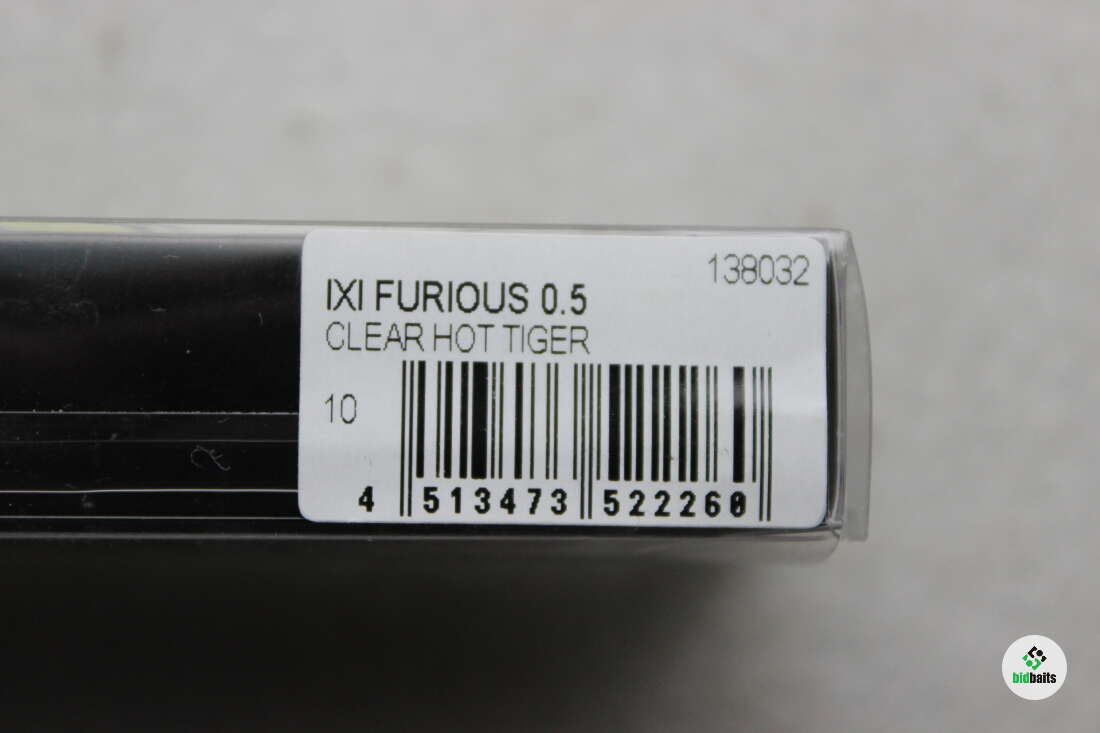 138032
IXI FURIOUS 0.5
CLEAR HOT TIGER
10
4 513473 522260
bidbaits